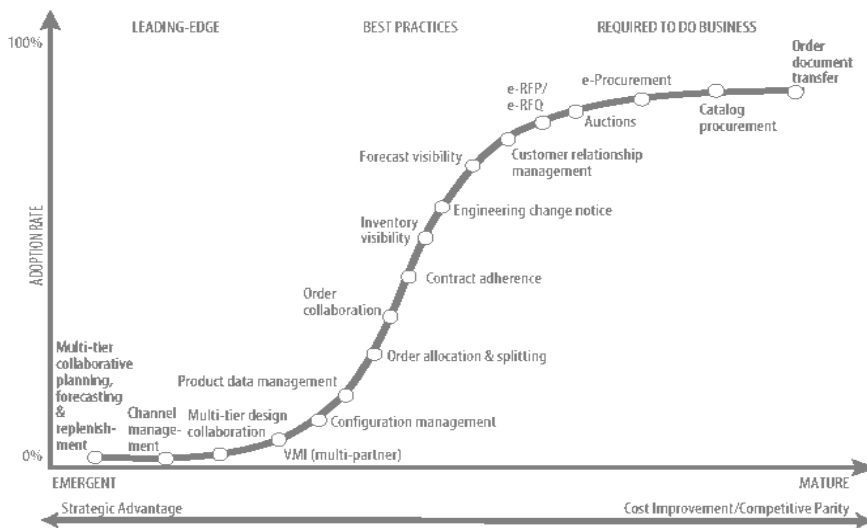 LEADING-EDGE
BEST PRACTICES
REQUIRED TO DO BUSINESS
100%
Order
document
transfer
e-Procurement
e-RFP/
e-RFQ
Auctions
Catalog
procurement
Forecast visibility
Customer relationship
management
Inventory
visibility
Engineering change notice
ADOPTION RATE
Contract adherence
Order
collaboration
Order allocation & splitting
Multi-tier
collaborative
planning,
forecasting
&
replenish-
ment
Product data management
Channel
manage-
ment
Multi-tier design
collaboration
Configuration management
VMI (multi-partner)
0%
EMERGENT
MATURE
Strategic Advantage
Cost Improvement/Competitive Parity